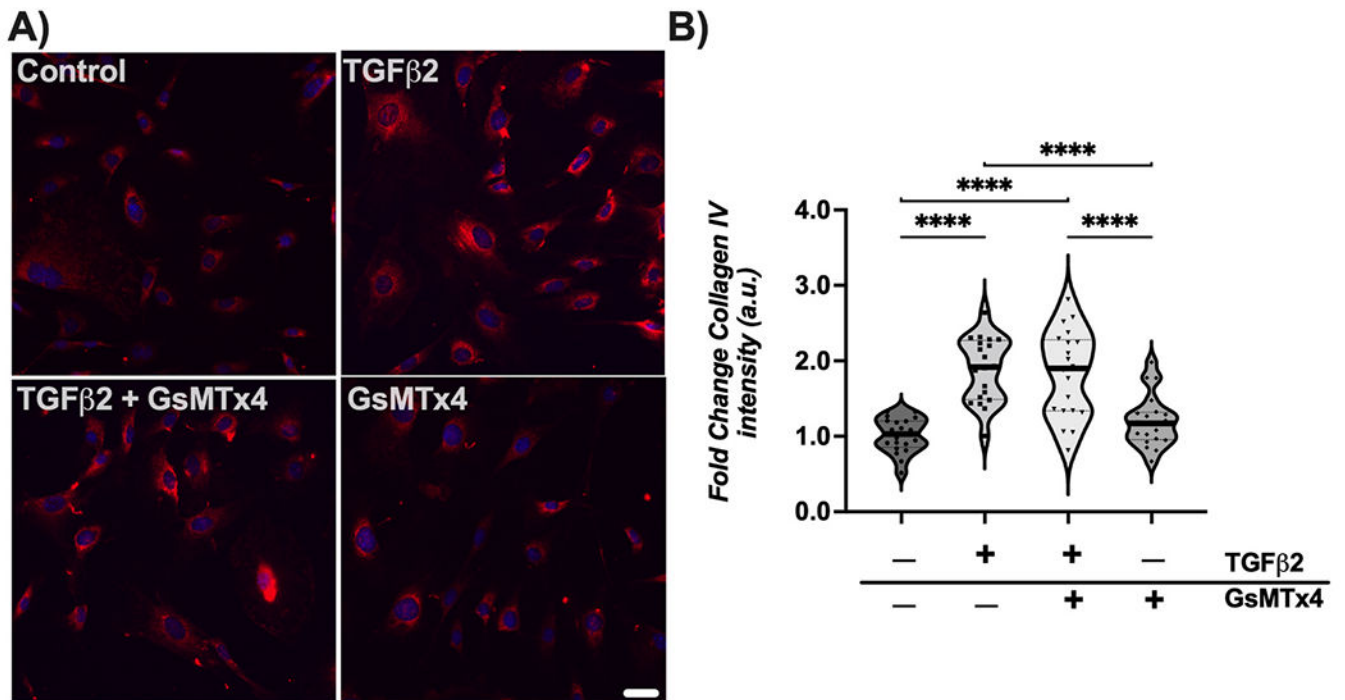 A)
Control
TGFβ2
TGFβ2 + GsMTx4
GsMTx4
B)
Fold Change Collagen IV
intensity (a.u.)
****
****
****
****
4.0
3.0
2.0
1.0
0.0
— + + — TGFβ2
— — + + GsMTx4